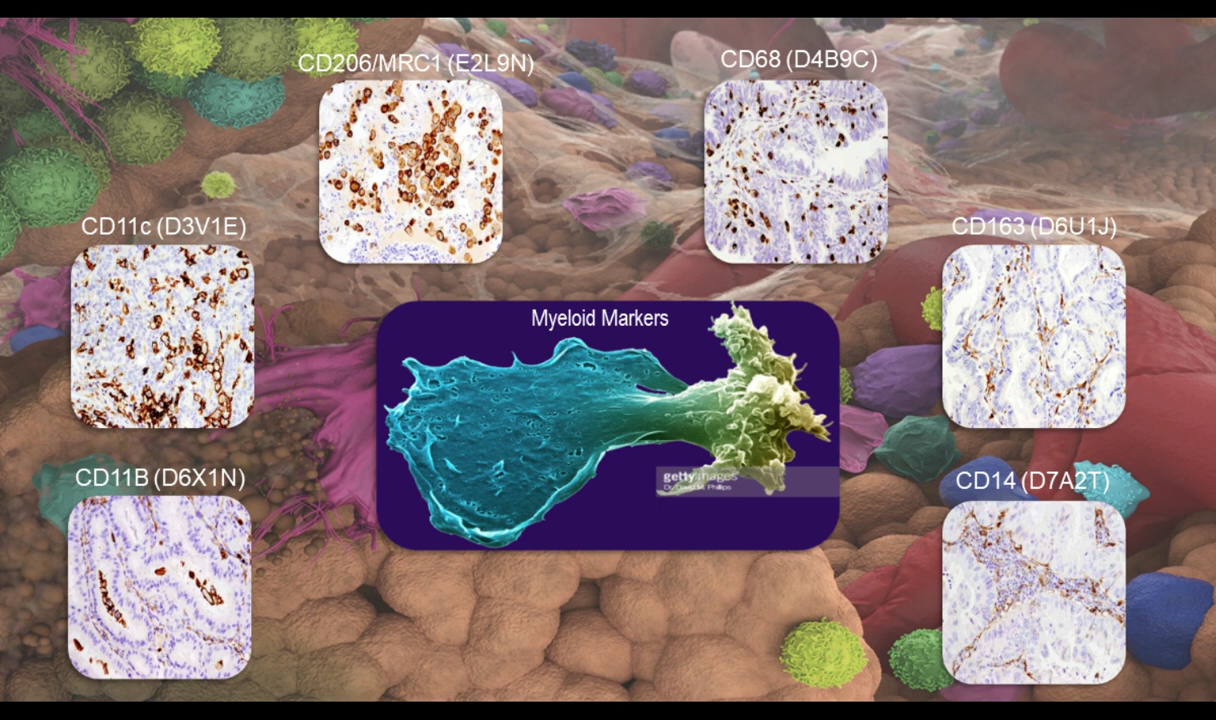 CD206/MRC1 (E2L9N)
CD68 (D4B9C)
CD11c (D3V1E)
CD163 (D6U1J)
Myeloid Markers
gettyimages
CD11B (D6X1N)
CD14 (D7A2T)